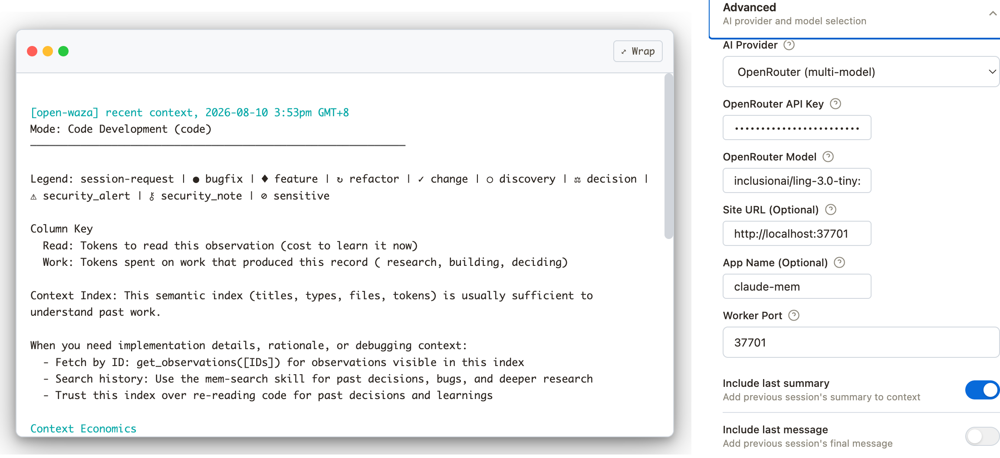 ⤢ Wrap
[open-waza] recent context, 2026-08-10 3:53pm GMT+8
Mode: Code Development (code)
────────────────────────────────────────────────────────────
Legend: session-request | ● bugfix | ♦ feature | ↻ refactor | ✓ change | ○ discovery | ⚖ decision |
⚠ security_alert | ⚷ security_note | ⊘ sensitive
Column Key
Read: Tokens to read this observation (cost to learn it now)
Work: Tokens spent on work that produced this record ( research, building, deciding)
Context Index: This semantic index (titles, types, files, tokens) is usually sufficient to
understand past work.
When you need implementation details, rationale, or debugging context:
- Fetch by ID: get_observations([IDs]) for observations visible in this index
- Search history: Use the mem-search skill for past decisions, bugs, and deeper research
- Trust this index over re-reading code for past decisions and learnings
Context Economics
Advanced
AI provider and model selection
AI Provider ?
OpenRouter (multi-model)
OpenRouter API Key ?
••••••••••••••••••••••••
OpenRouter Model ?
inclusionai/ling-3.0-tiny:
Site URL (Optional) ?
http://localhost:37701
App Name (Optional) ?
claude-mem
Worker Port ?
37701
Include last summary
Add previous session's summary to context
Include last message
Add previous session's final message